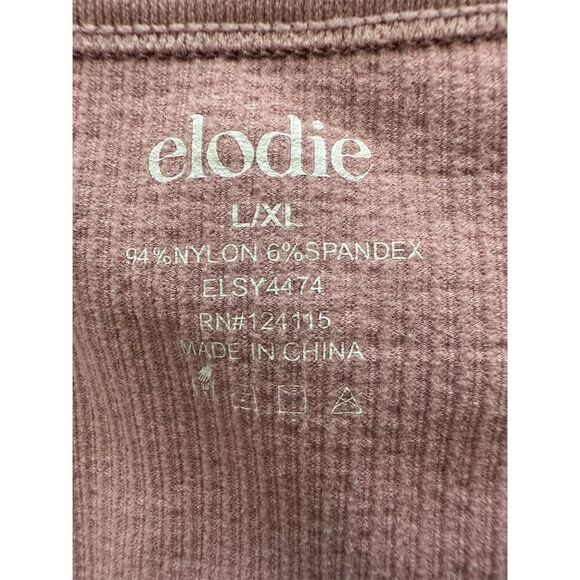 elodie
L/XL
94%NYLON 6%SPANDEX
ELSY4474
RN#124115
MADE IN CHINA